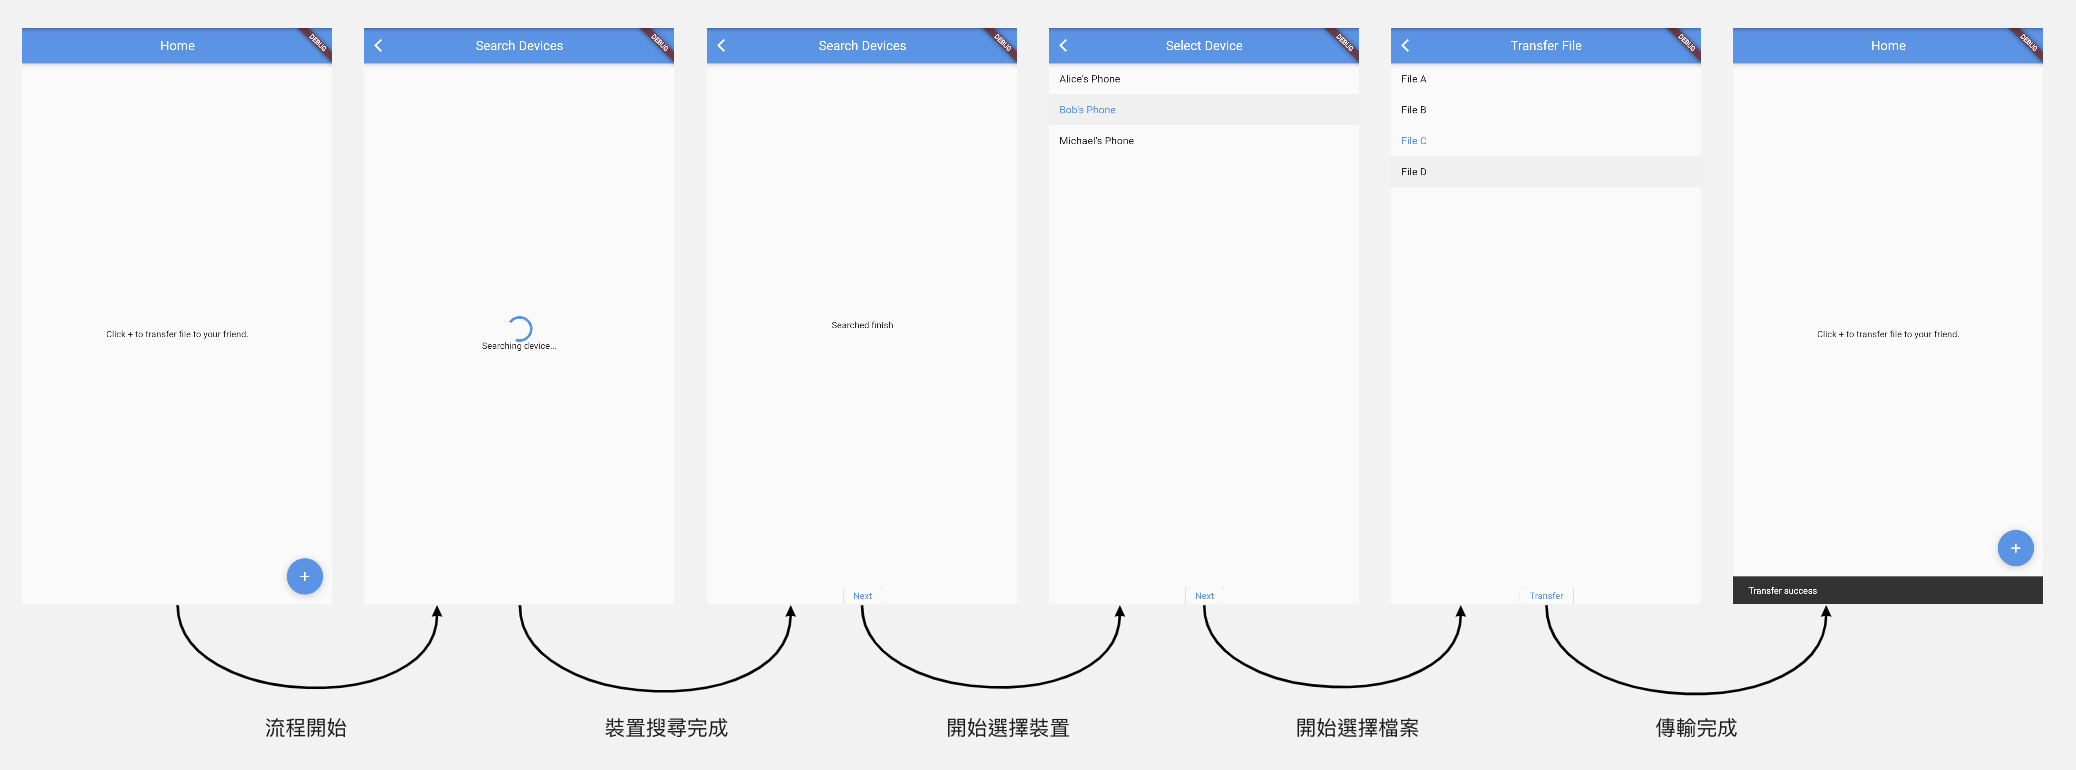 Home
DEBUG
Click + to transfer file to your friend.
+
Search Devices
DEBUG
Searching device...
Search Devices
DEBUG
Searched finish
Next
Select Device
DEBUG
Alice's Phone
Bob's Phone
Michael's Phone
Next
Transfer File
DEBUG
File A
File B
File C
File D
Transfer
Home
DEBUG
Click + to transfer file to your friend.
+
Transfer success
流程開始
裝置搜尋完成
開始選擇裝置
開始選擇檔案
傳輸完成